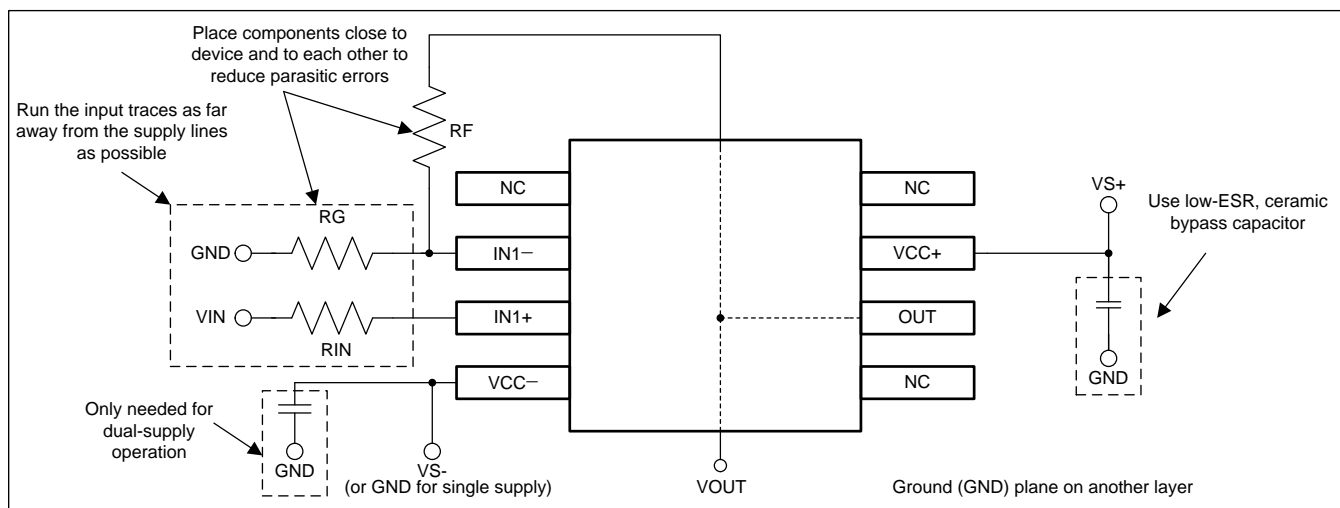 Place components close to
device and to each other to
reduce parasitic errors
Run the input traces as far
away from the supply lines
as possible
RF
NC
NC
VS+
Use low-ESR, ceramic
bypass capacitor
RG
GND
IN1−
VCC+
VIN
IN1+
OUT
RIN
VCC−
NC
GND
Only needed for
dual-supply
operation
GND
VS-
(or GND for single supply)
VOUT
Ground (GND) plane on another layer